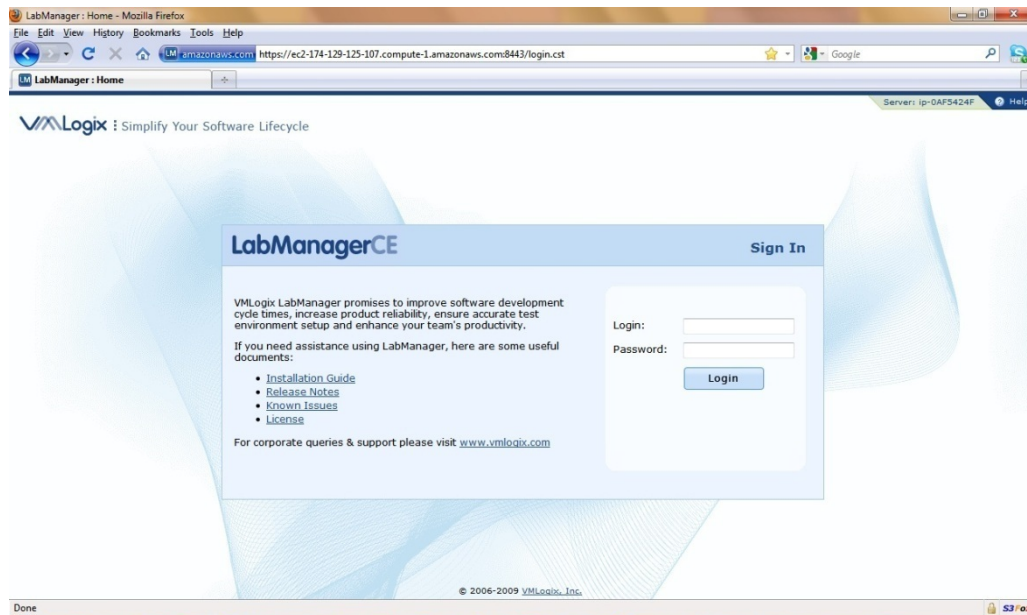 LabManager : Home - Mozilla Firefox
File Edit View History Bookmarks Tools Help
amazonaws.com https://ec2-174-129-125-107.compute-1.amazonaws.com:8443/login.cst
Google
LabManager : Home
Server: ip-0AF5424F Help
VMLogix Simplify Your Software Lifecycle
LabManagerCE
Sign In
VMLogix LabManager promises to improve software development
cycle times, increase product reliability, ensure accurate test
environment setup and enhance your team's productivity.
If you need assistance using LabManager, here are some useful
documents:
• Installation Guide
• Release Notes
• Known Issues
• License
For corporate queries & support please visit www.vmlogix.com
Login:
Password:
Login
© 2006-2009 VMLogix, Inc.
Done